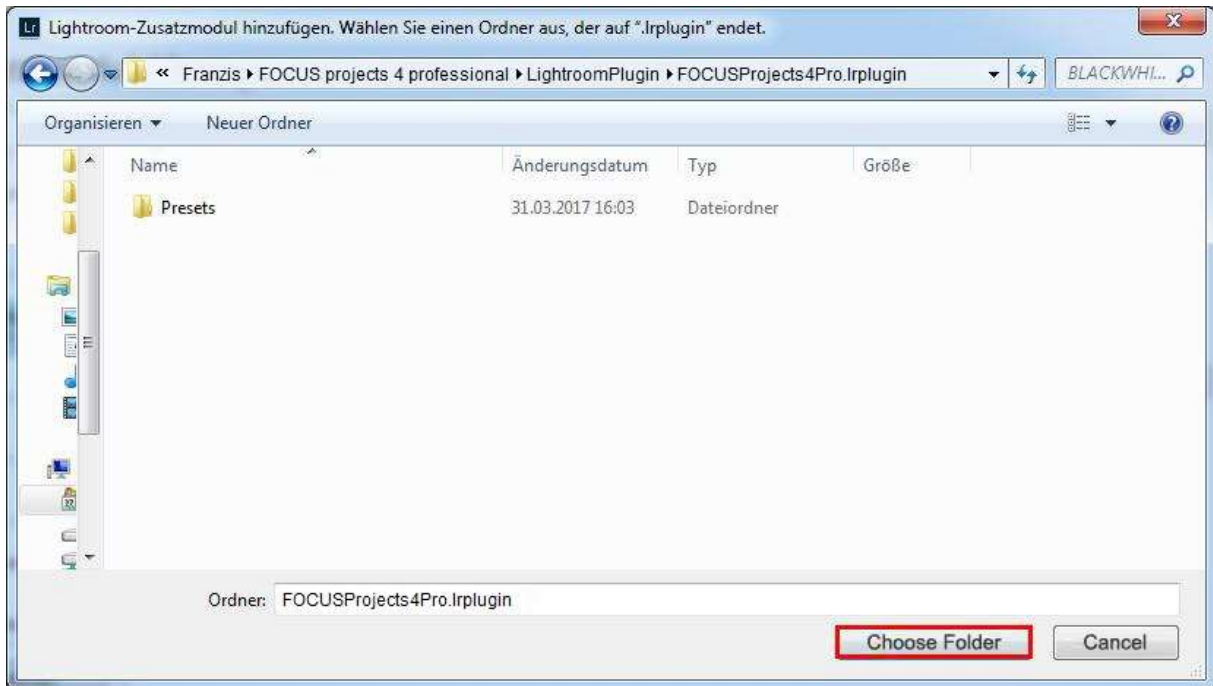 Lr Lightroom-Zusatzmodul hinzufügen. Wählen Sie einen Ordner aus, der auf ".lrplugin" endet.
« Franzis ▸ FOCUS projects 4 professional ▸ LightroomPlugin ▸ FOCUSProjects4Pro.lrplugin BLACKWHI...
Organisieren Neuer Ordner
Name Änderungsdatum Typ Größe
Presets 31.03.2017 16:03 Dateiordner
Ordner: FOCUSProjects4Pro.lrplugin
Choose Folder Cancel